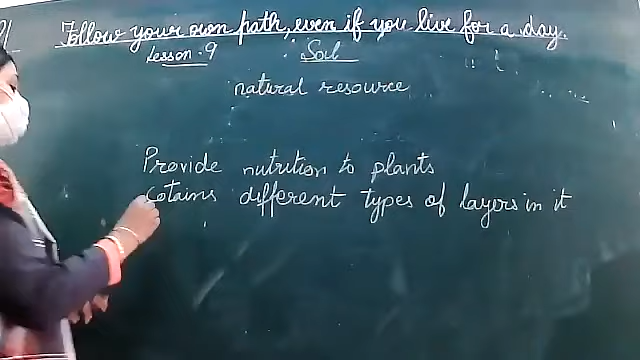 Follow your own path, even if you live for a day.
Lesson-9 Soil
natural resource
Provide nutrition to plants
cotains different types of layers in it